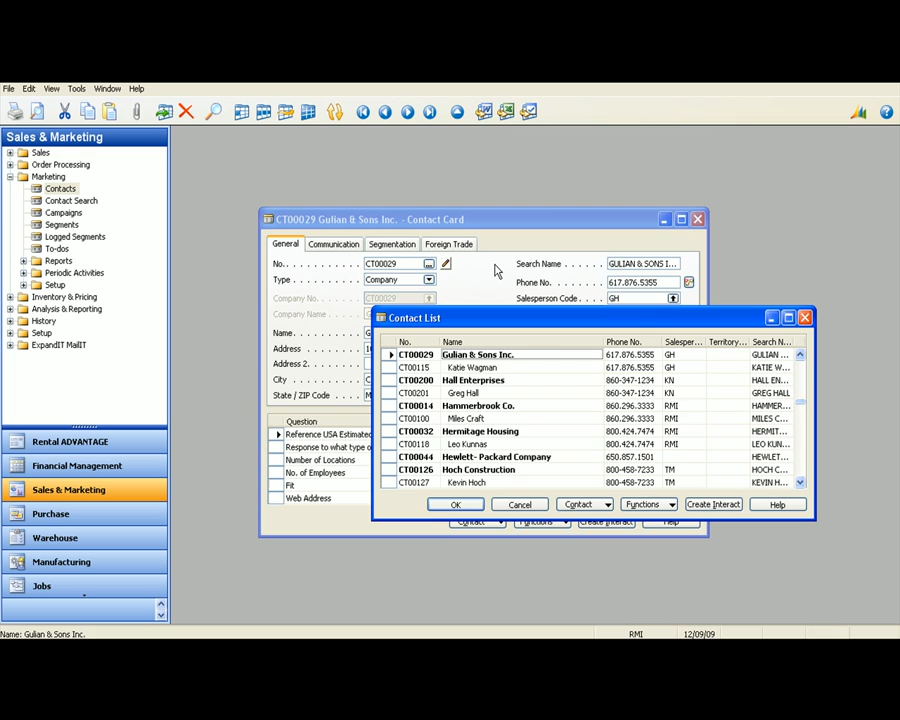 File Edit View Tools Window Help
Sales & Marketing
Sales
Order Processing
Marketing
Contacts
Contact Search
Campaigns
Segments
Logged Segments
To-dos
Reports
Periodic Activities
Setup
Inventory & Pricing
Analysis & Reporting
History
Setup
ExpandIT MailIT
Rental ADVANTAGE
Financial Management
Sales & Marketing
Purchase
Warehouse
Manufacturing
Jobs
CT00029 Gulian & Sons Inc. - Contact Card
General Communication Segmentation Foreign Trade
No. . . . . . . . . . . . . CT00029 ... Search Name . . . . . . GULIAN & SONS I...
Type . . . . . . . . . . . Company Phone No. . . . . . . . . 617.876.5355
Company No. . . . . . . . CT00029 Salesperson Code . . . . GH
Company Name
Name. . . . . . . . . . . G
Address . . . . . . . . . 1
Address 2. . . . . . . . .
City . . . . . . . . . . . C
State / ZIP Code . . . . M
Question
Reference USA Estimated
Response to what type o
Number of Locations
No. of Employees
Fit
Web Address
Contact Functions Create Interact Help
Contact List
No. Name Phone No. Salesper... Territory... Search N...
CT00029 Gulian & Sons Inc. 617.876.5355 GH GULIAN ...
CT00115 Katie Wagman 617.876.5355 GH KATIE W...
CT00200 Hall Enterprises 860-347-1234 KN HALL EN...
CT00201 Greg Hall 860-347-1234 KN GREG HALL
CT00014 Hammerbrook Co. 860.296.3333 RMI HAMMER...
CT00100 Miles Craft 860.296.3333 RMI MILES C...
CT00032 Hermitage Housing 800.424.7474 RMI HERMIT...
CT00118 Leo Kunnas 800.424.7474 RMI LEO KUN...
CT00044 Hewlett- Packard Company 650.857.1501 HEWLET...
CT00126 Hoch Construction 800-458-7233 TM HOCH C...
CT00127 Kevin Hoch 800-458-7233 TM KEVIN H...
OK Cancel Contact Functions Create Interact Help
Name: Gulian & Sons Inc. RMI 12/09/09